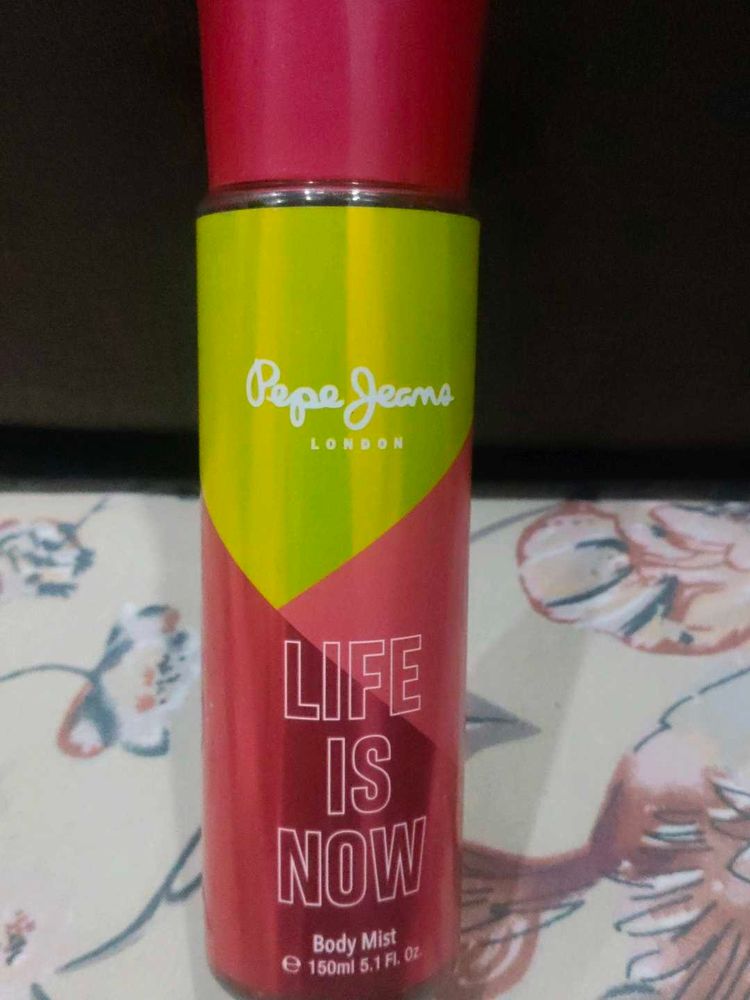 Pepe Jeans
LONDON
LIFE
IS
NOW
Body Mist
℮ 150ml 5.1 Fl. Oz.